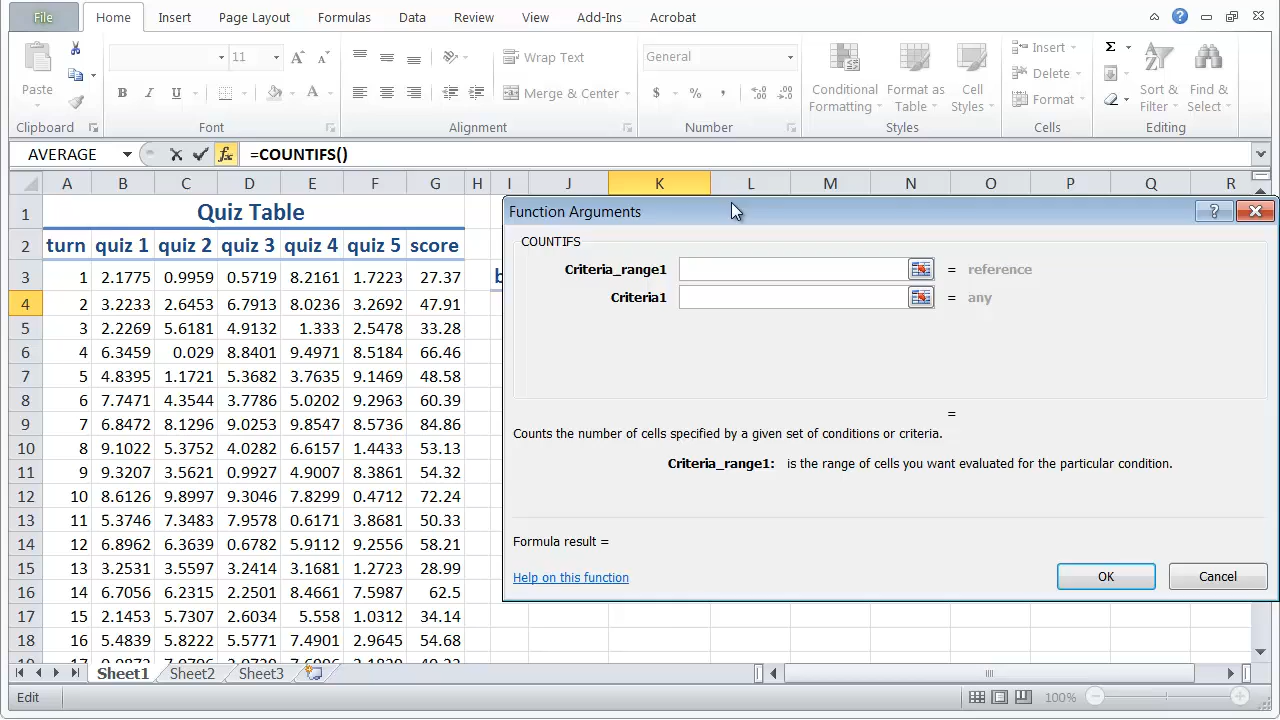 File Home Insert Page Layout Formulas Data Review View Add-Ins Acrobat
Paste
Clipboard
11
B I U A
Font
Wrap Text
Merge & Center
Alignment
General
$ % ,
Number
Conditional Formatting
Format as Table
Cell Styles
Styles
Insert
Delete
Format
Cells
Σ
Sort & Filter
Find & Select
Editing
AVERAGE fx =COUNTIFS()
A B C D E F G H I J K L M N O P Q R
1 Quiz Table
2 turn quiz 1 quiz 2 quiz 3 quiz 4 quiz 5 score
3 1 2.1775 0.9959 0.5719 8.2161 1.7223 27.37
4 2 3.2233 2.6453 6.7913 8.0236 3.2692 47.91
5 3 2.2269 5.6181 4.9132 1.333 2.5478 33.28
6 4 6.3459 0.029 8.8401 9.4971 8.5184 66.46
7 5 4.8395 1.1721 5.3682 3.7635 9.1469 48.58
8 6 7.7471 4.3544 3.7786 5.0202 9.2963 60.39
9 7 6.8472 8.1296 9.0253 9.8547 8.5736 84.86
10 8 9.1022 5.3752 4.0282 6.6157 1.4433 53.13
11 9 9.3207 3.5621 0.9927 4.9007 8.3861 54.32
12 10 8.6126 9.8997 9.3046 7.8299 0.4712 72.24
13 11 5.3746 7.3483 7.9578 0.6171 3.8681 50.33
14 12 6.8962 6.3639 0.6782 5.9112 9.2556 58.21
15 13 3.2531 3.5597 3.2414 3.1681 1.2723 28.99
16 14 6.7056 6.2315 2.2501 8.4661 7.5987 62.5
17 15 2.1453 5.7307 2.6034 5.558 1.0312 34.14
18 16 5.4839 5.8222 5.5771 7.4901 2.9645 54.68
Function Arguments
COUNTIFS
Criteria_range1 = reference
Criteria1 = any
=
Counts the number of cells specified by a given set of conditions or criteria.
Criteria_range1: is the range of cells you want evaluated for the particular condition.
Formula result =
Help on this function
OK Cancel
Sheet1 Sheet2 Sheet3
Edit 100%